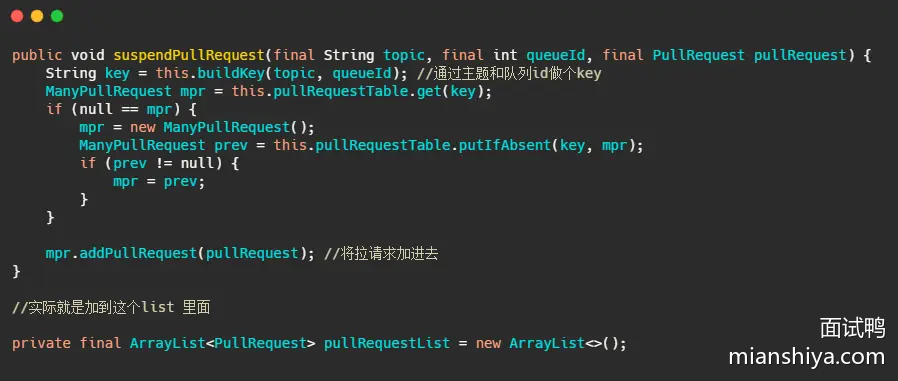 public void suspendPullRequest(final String topic, final int queueId, final PullRequest pullRequest) {
    String key = this.buildKey(topic, queueId); //通过主题和队列id做个key
    ManyPullRequest mpr = this.pullRequestTable.get(key);
    if (null == mpr) {
        mpr = new ManyPullRequest();
        ManyPullRequest prev = this.pullRequestTable.putIfAbsent(key, mpr);
        if (prev != null) {
            mpr = prev;
        }
    }

    mpr.addPullRequest(pullRequest); //将拉请求加进去
}

//实际就是加到这个list 里面

private final ArrayList<PullRequest> pullRequestList = new ArrayList<>();
面试鸭
mianshiya.com